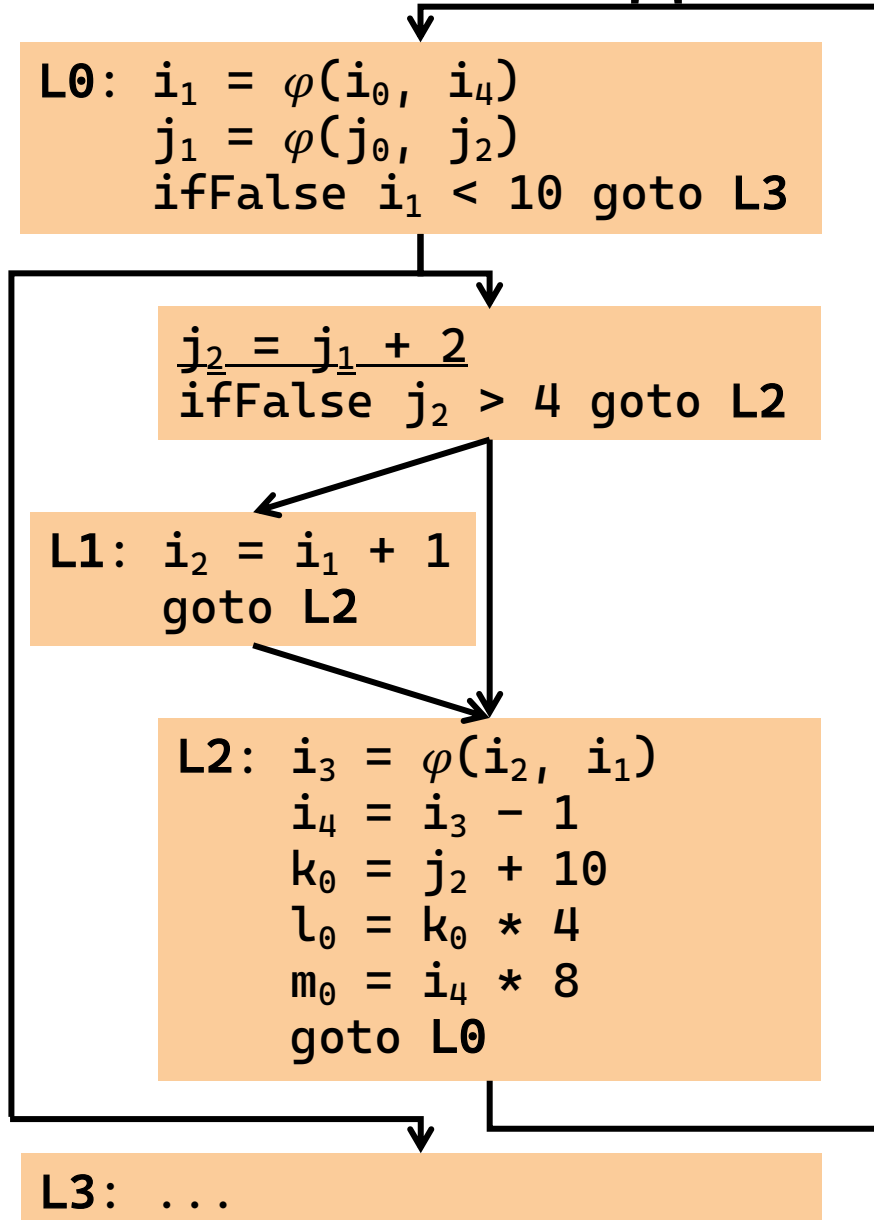 L0: i₁ = φ(i₀, i₄)
j₁ = φ(j₀, j₂)
ifFalse i₁ < 10 goto L3
j₂ = j₁ + 2
ifFalse j₂ > 4 goto L2
L1: i₂ = i₁ + 1
goto L2
L2: i₃ = φ(i₂, i₁)
i₄ = i₃ − 1
k₀ = j₂ + 10
l₀ = k₀ * 4
m₀ = i₄ * 8
goto L0
L3: ...